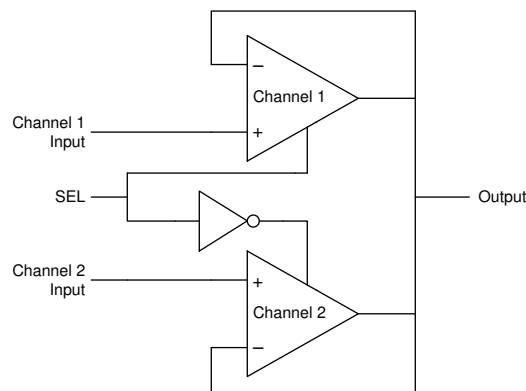 −
Channel 1
Channel 1
Input
+
SEL
Output
Channel 2
Input
+
Channel 2
−